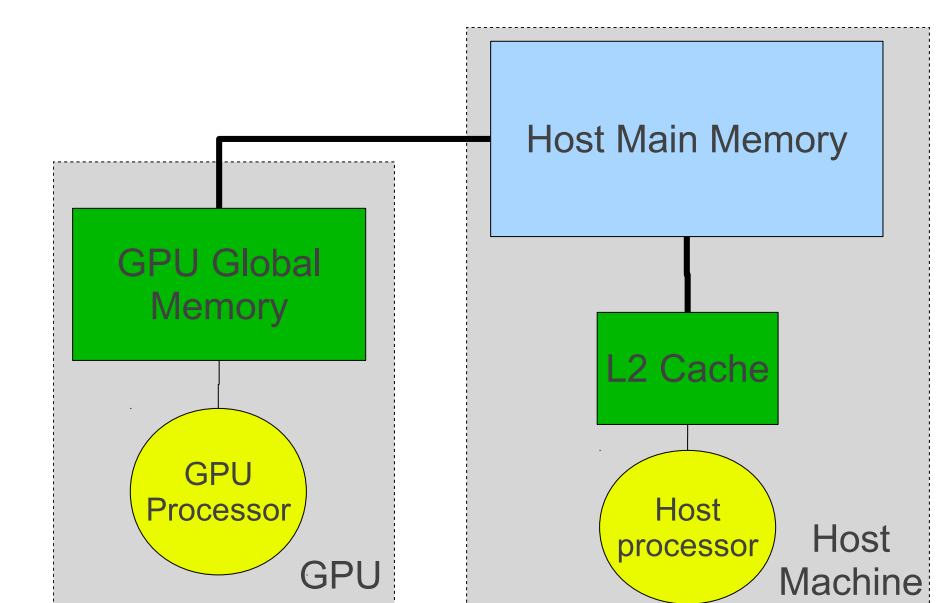 Host Main Memory
GPU Global
Memory
L2 Cache
GPU
Processor
Host
processor
GPU
Host
Machine